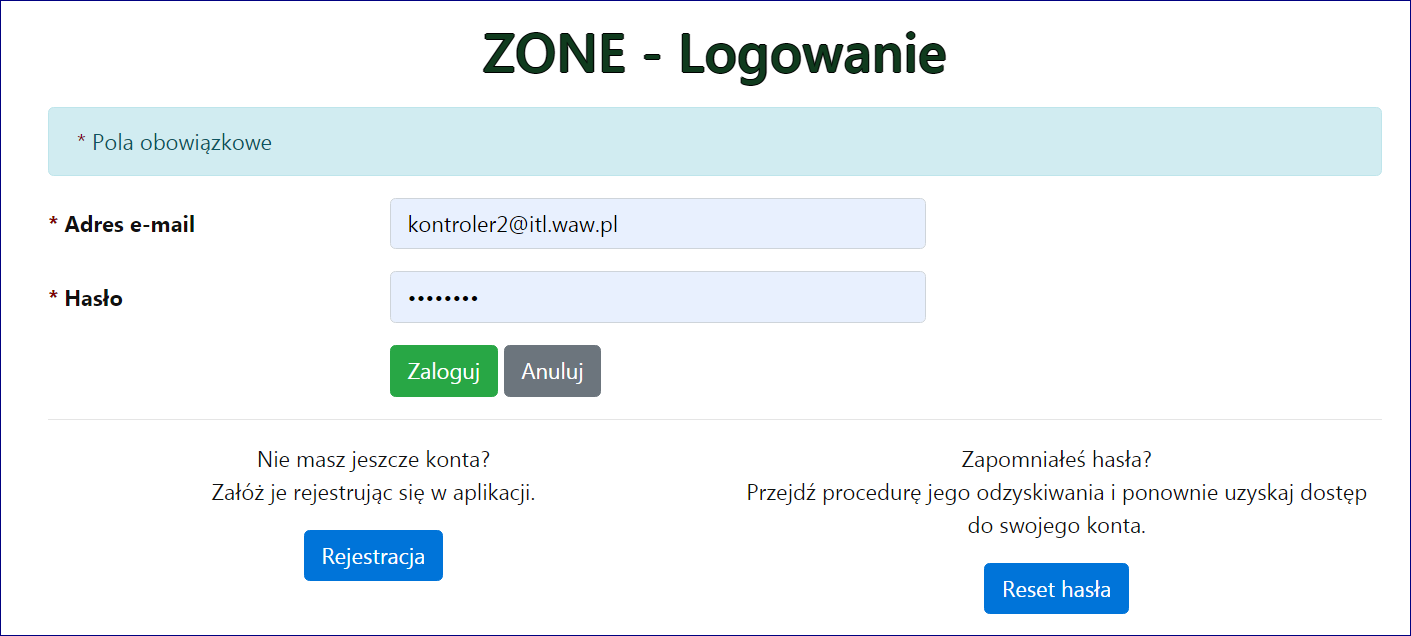 ZONE - Logowanie
* Pola obowiązkowe
* Adres e-mail
kontroler2@itl.waw.pl
* Hasło
••••••••
Zaloguj
Anuluj
Nie masz jeszcze konta?
Załóż je rejestrując się w aplikacji.
Rejestracja
Zapomniałeś hasła?
Przejdź procedurę jego odzyskiwania i ponownie uzyskaj dostęp
do swojego konta.
Reset hasła